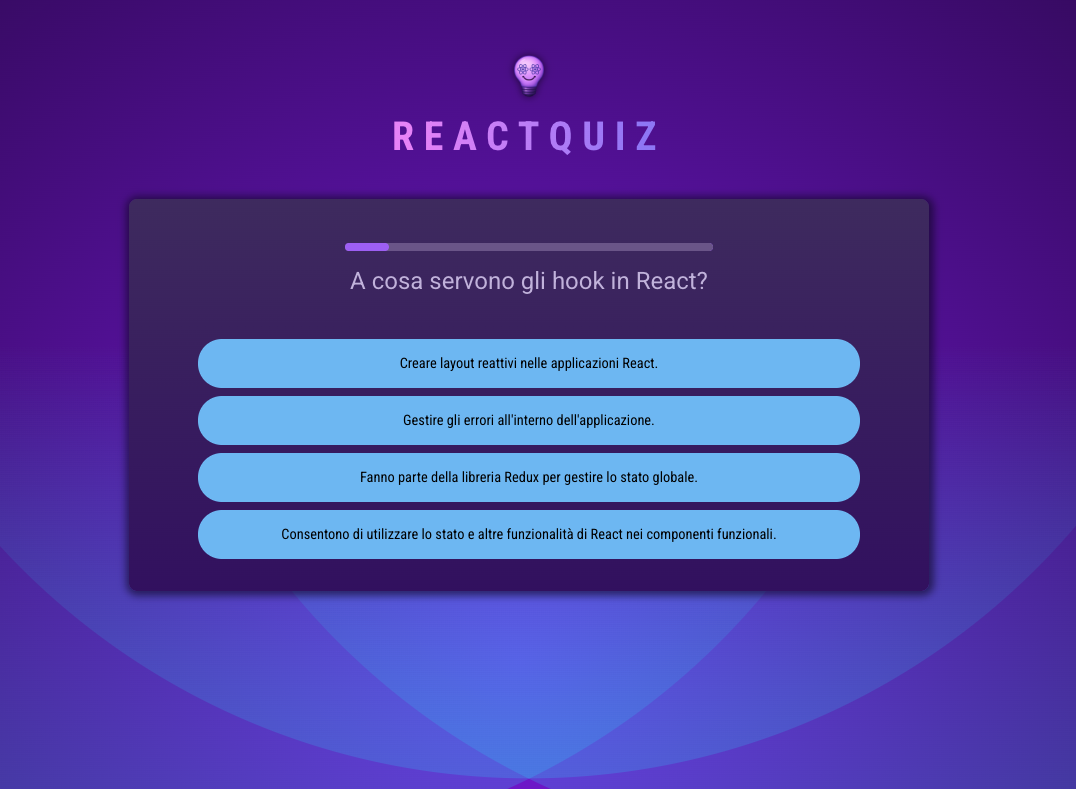 REACTQUIZ
A cosa servono gli hook in React?
Creare layout reattivi nelle applicazioni React.
Gestire gli errori all'interno dell'applicazione.
Fanno parte della libreria Redux per gestire lo stato globale.
Consentono di utilizzare lo stato e altre funzionalità di React nei componenti funzionali.